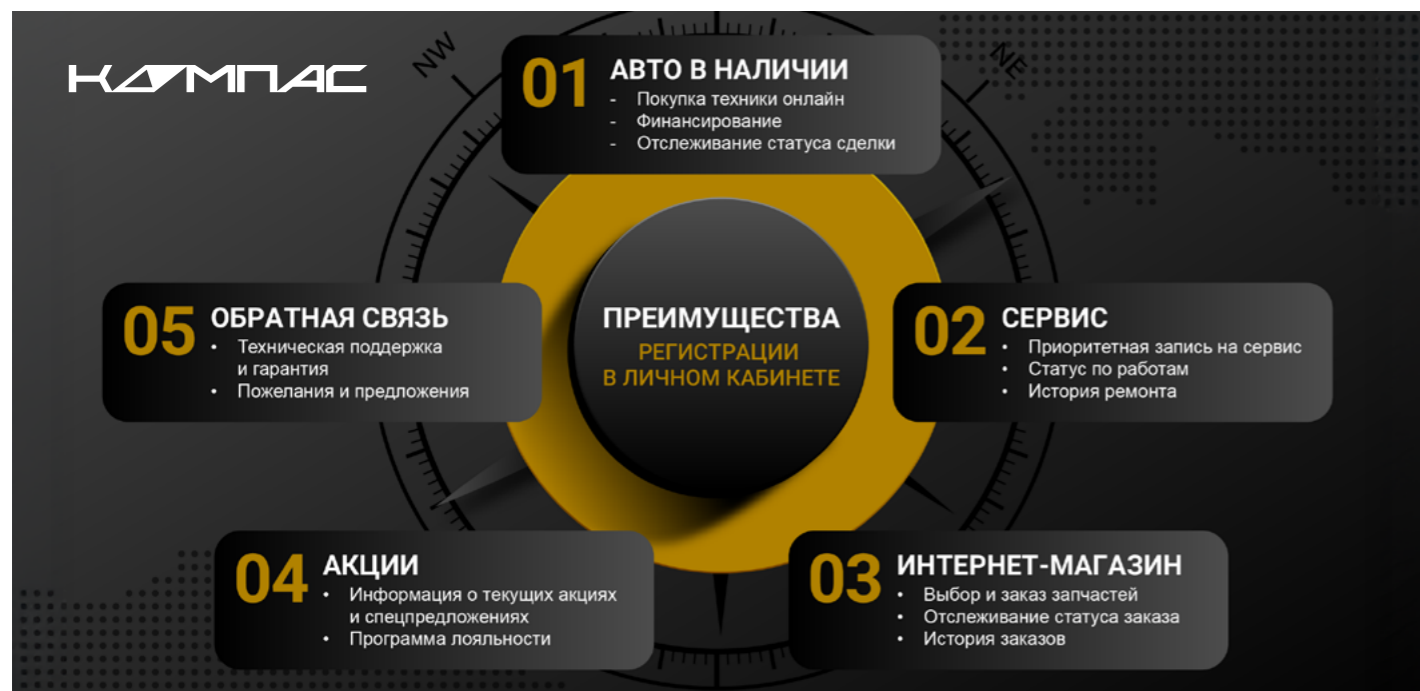 КОМПАС
NW
NE
01
АВТО В НАЛИЧИИ
- Покупка техники онлайн
- Финансирование
- Отслеживание статуса сделки
ПРЕИМУЩЕСТВА
РЕГИСТРАЦИИ
В ЛИЧНОМ КАБИНЕТЕ
02
СЕРВИС
• Приоритетная запись на сервис
• Статус по работам
• История ремонта
03
ИНТЕРНЕТ-МАГАЗИН
• Выбор и заказ запчастей
• Отслеживание статуса заказа
• История заказов
04
АКЦИИ
• Информация о текущих акциях
и спецпредложениях
• Программа лояльности
05
ОБРАТНАЯ СВЯЗЬ
• Техническая поддержка
и гарантия
• Пожелания и предложения